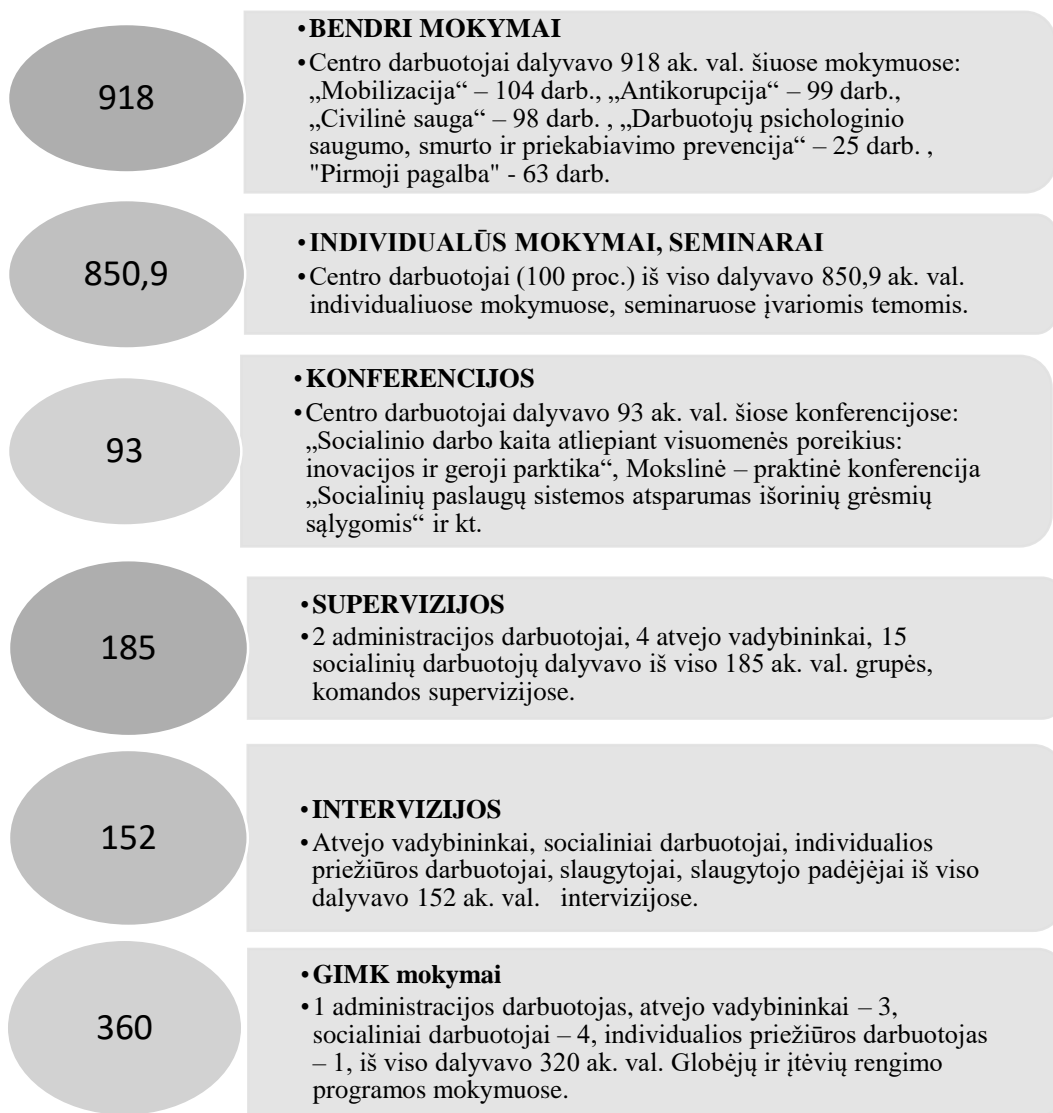 918
•BENDRI MOKYMAI
•Centro darbuotojai dalyvavo 918 ak. val. šiuose mokymuose:
„Mobilizacija“ – 104 darb., „Antikorupcija“ – 99 darb.,
„Civilinė sauga“ – 98 darb. , „Darbuotojų psichologinio
saugumo, smurto ir priekabiavimo prevencija“ – 25 darb. ,
"Pirmoji pagalba" - 63 darb.
850,9
•INDIVIDUALŪS MOKYMAI, SEMINARAI
•Centro darbuotojai (100 proc.) iš viso dalyvavo 850,9 ak. val.
individualiuose mokymuose, seminaruose įvariomis temomis.
93
•KONFERENCIJOS
•Centro darbuotojai dalyvavo 93 ak. val. šiose konferencijose:
„Socialinio darbo kaita atliepiant visuomenės poreikius:
inovacijos ir geroji parktika“, Mokslinė – praktinė konferencija
„Socialinių paslaugų sistemos atsparumas išorinių grėsmių
sąlygomis“ ir kt.
185
•SUPERVIZIJOS
•2 administracijos darbuotojai, 4 atvejo vadybininkai, 15
socialinių darbuotojų dalyvavo iš viso 185 ak. val. grupės,
komandos supervizijose.
152
•INTERVIZIJOS
•Atvejo vadybininkai, socialiniai darbuotojai, individualios
priežiūros darbuotojai, slaugytojai, slaugytojo padėjėjai iš viso
dalyvavo 152 ak. val. intervizijose.
360
•GIMK mokymai
•1 administracijos darbuotojas, atvejo vadybininkai – 3,
socialiniai darbuotojai – 4, individualios priežiūros darbuotojas
– 1, iš viso dalyvavo 320 ak. val. Globėjų ir įtėvių rengimo
programos mokymuose.